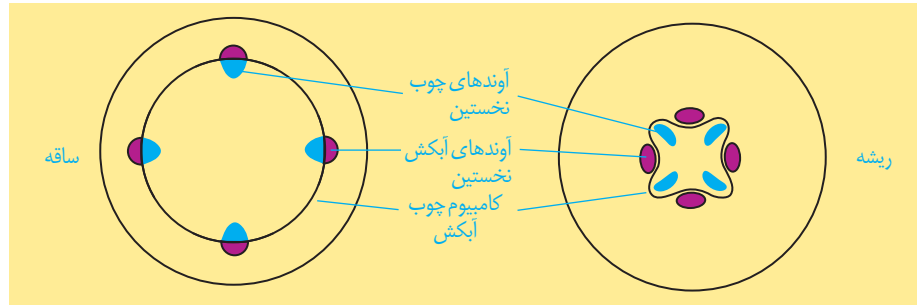 آوندهای چوب
نخستین
آوندهای آبکش
نخستین
کامبیوم چوب
آبکش
ریشه
ساقه